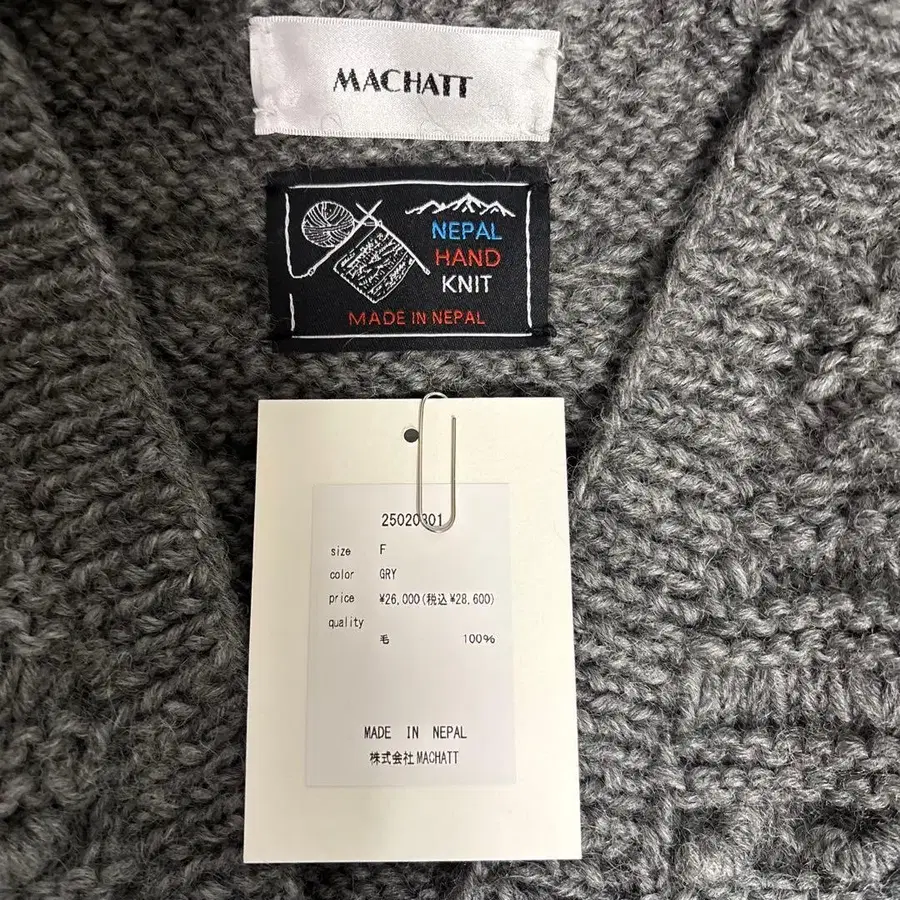 MACHATT
NEPAL
HAND
KNIT
MADE IN NEPAL
25020301
size F
color GRY
price ¥26,000(税込¥28,600)
quality
毛 100%
MADE IN NEPAL
株式会社MACHATT